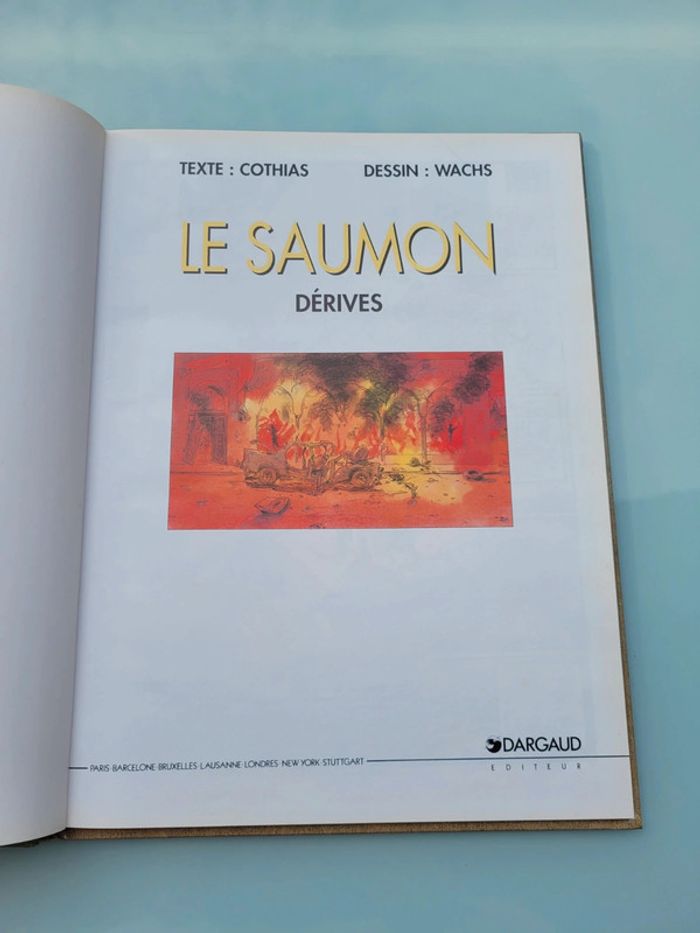 TEXTE : COTHIAS DESSIN : WACHS
LE SAUMON
DÉRIVES
DARGAUD
PARIS·BARCELONE·BRUXELLES·LAUSANNE·LONDRES·NEW YORK·STUTTGART
EDITEUR